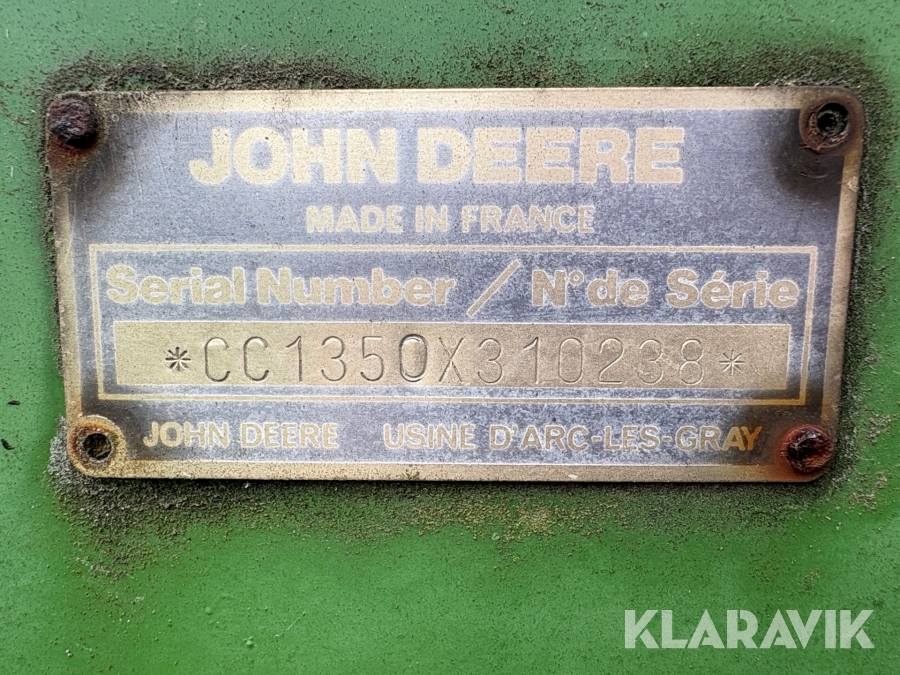 JOHN DEERE
MADE IN FRANCE
Serial Number / N° de Série
*CC1350X310238*
JOHN DEERE USINE D'ARC-LES-GRAY
KLARAVIK